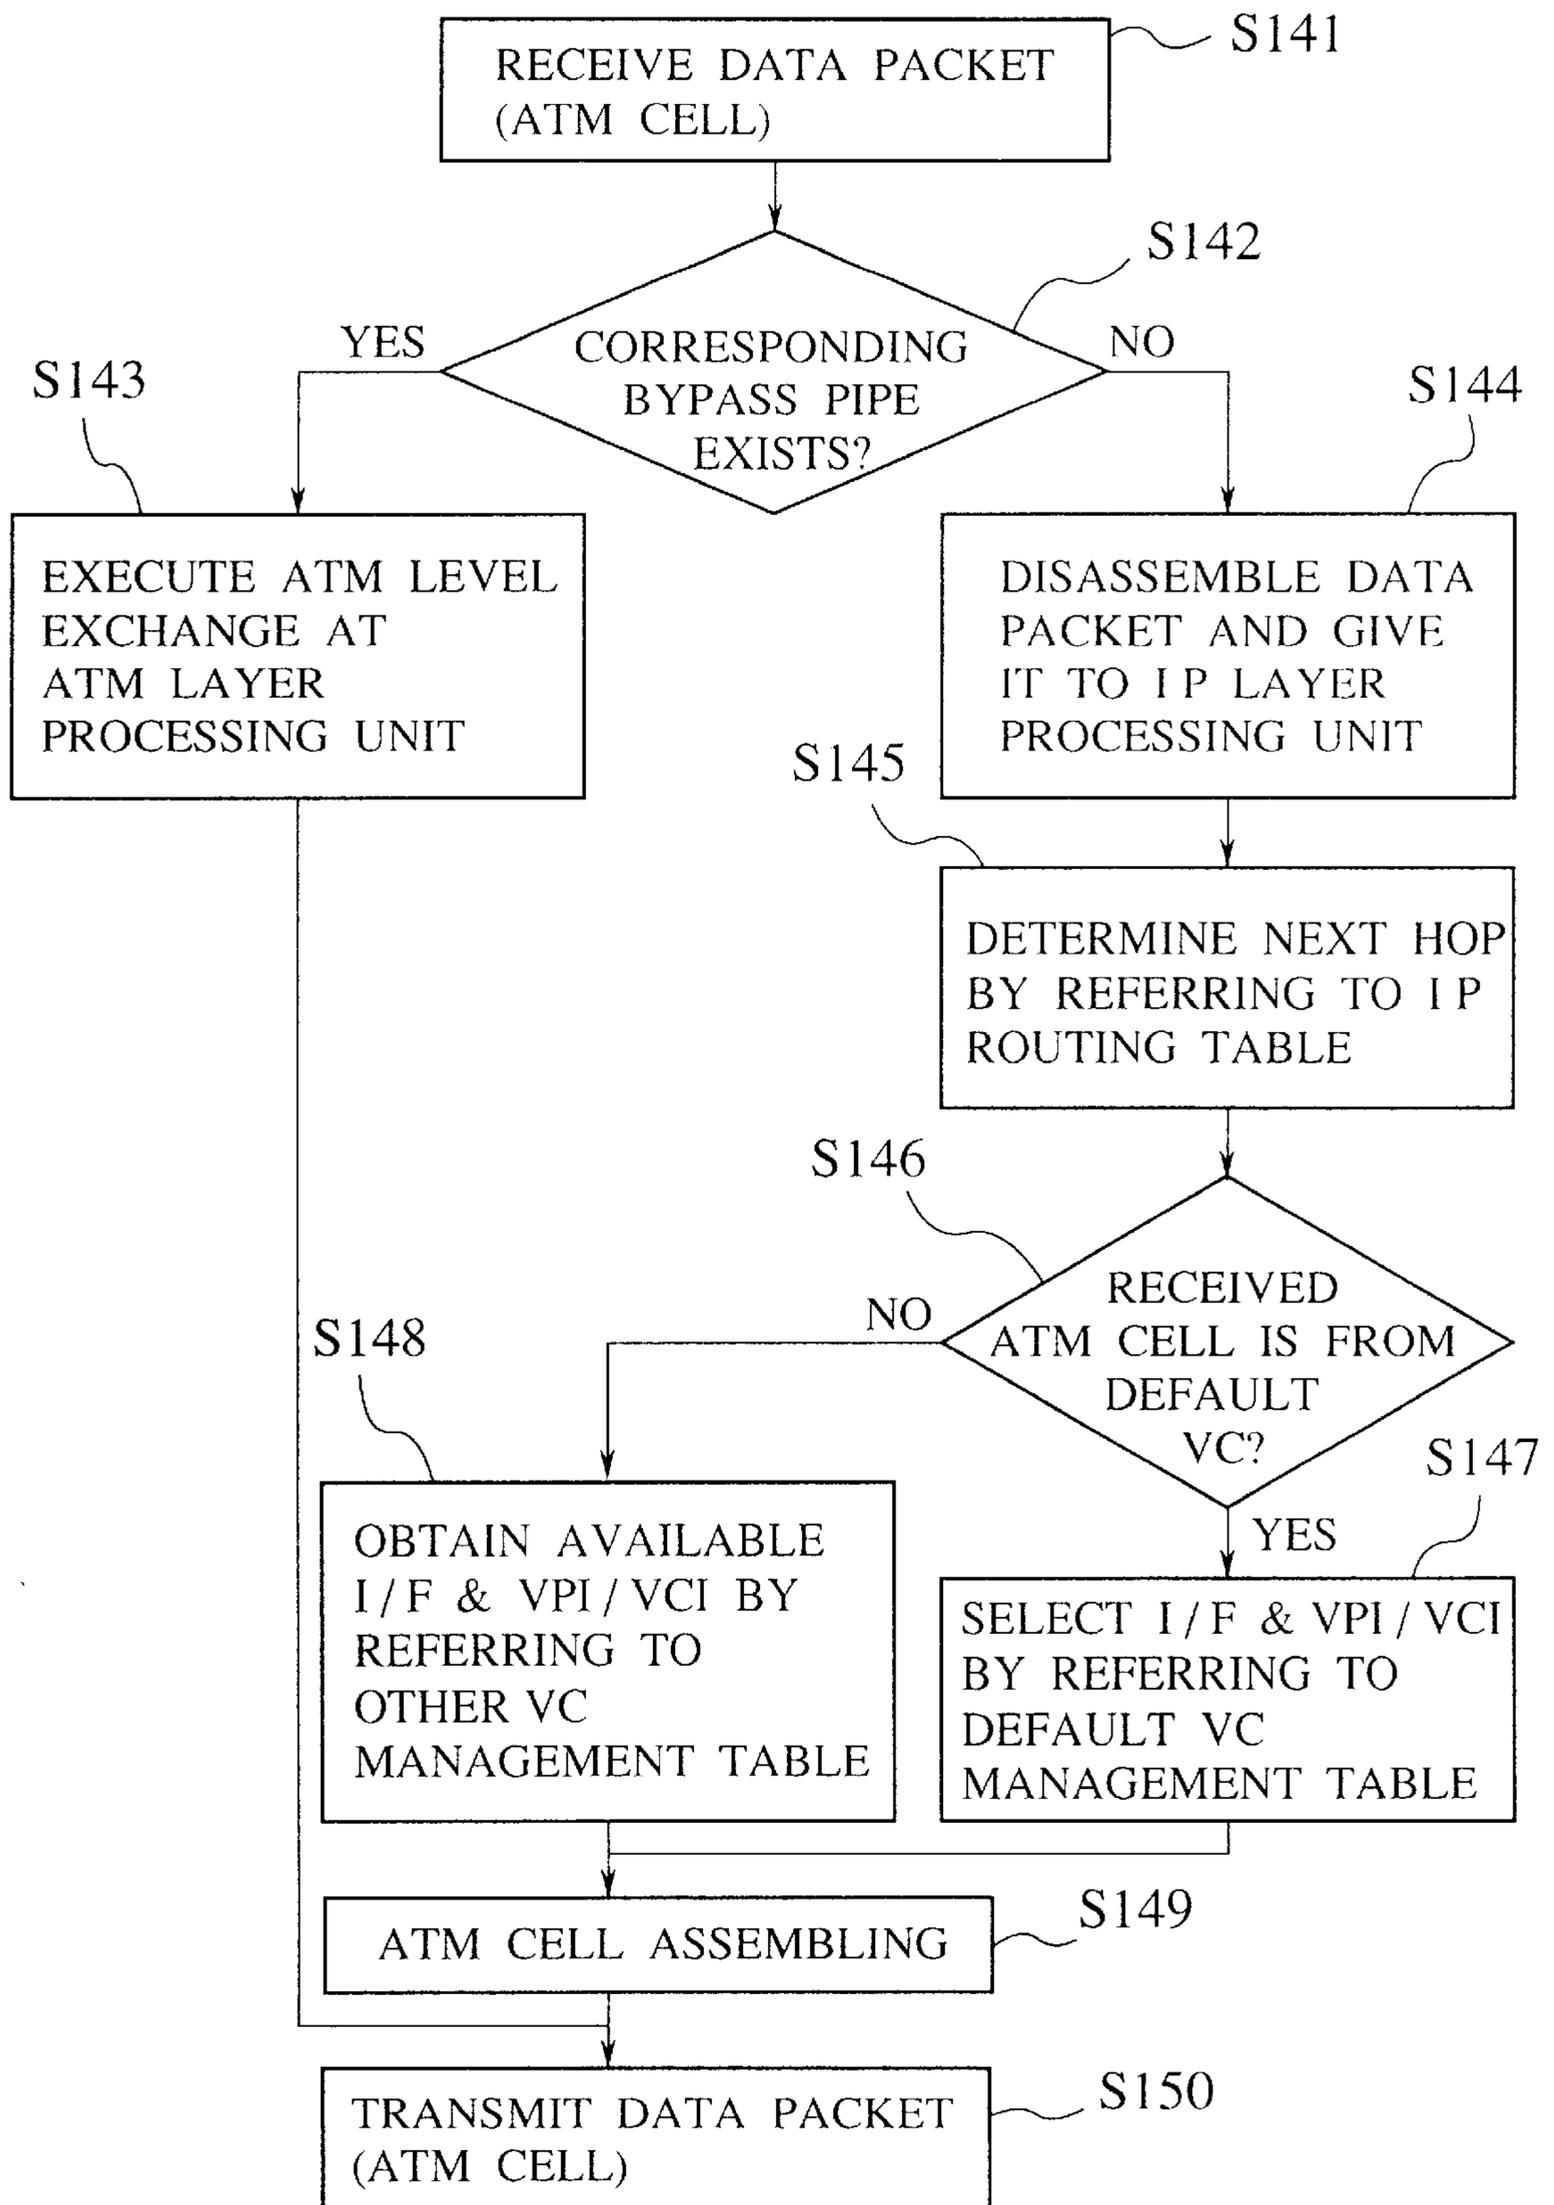 S141
RECEIVE DATA PACKET
(ATM CELL)
S142
YES
NO
CORRESPONDING
BYPASS PIPE
EXISTS?
S143
S144
EXECUTE ATM LEVEL
EXCHANGE AT
ATM LAYER
PROCESSING UNIT
DISASSEMBLE DATA
PACKET AND GIVE
IT TO IP LAYER
PROCESSING UNIT
S145
DETERMINE NEXT HOP
BY REFERRING TO IP
ROUTING TABLE
S146
NO
RECEIVED
ATM CELL IS FROM
DEFAULT
VC?
S148
S147
YES
OBTAIN AVAILABLE
I/F & VPI/VCI BY
REFERRING TO
OTHER VC
MANAGEMENT TABLE
SELECT I/F & VPI/VCI
BY REFERRING TO
DEFAULT VC
MANAGEMENT TABLE
S149
ATM CELL ASSEMBLING
S150
TRANSMIT DATA PACKET
(ATM CELL)